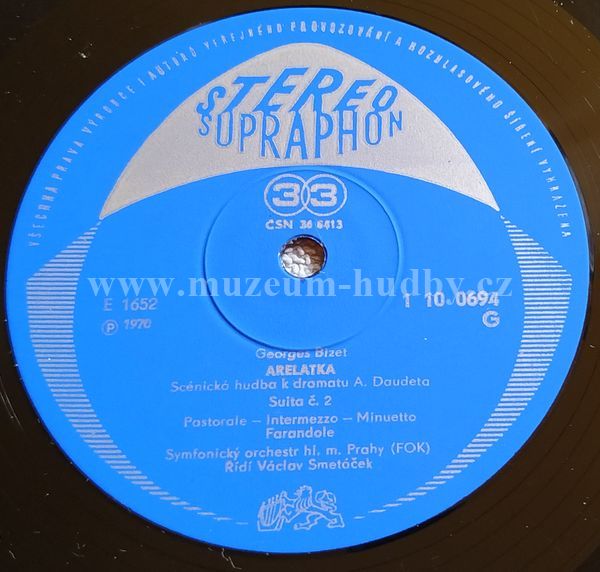 VŠECHNA PRAVA VÝROBCE I AUTORŮ VEŘEJNÉHO PROVOZOVÁNÍ A ROZHLASOVÉHO ŠÍŘENÍ VYHRAZENA
STEREO
SUPRAPHON
33
ČSN 36 8413
www.muzeum-hudby.cz
E 1652
1 10 0694
Ⓟ 1970
G
Georges Bizet
ARELATKA
Scénická hudba k dramatu A. Daudeta
Suita č. 2
Pastorale – Intermezzo – Minuetto
Farandole
Symfonický orchestr hl. m. Prahy (FOK)
Řídí Václav Smetáček